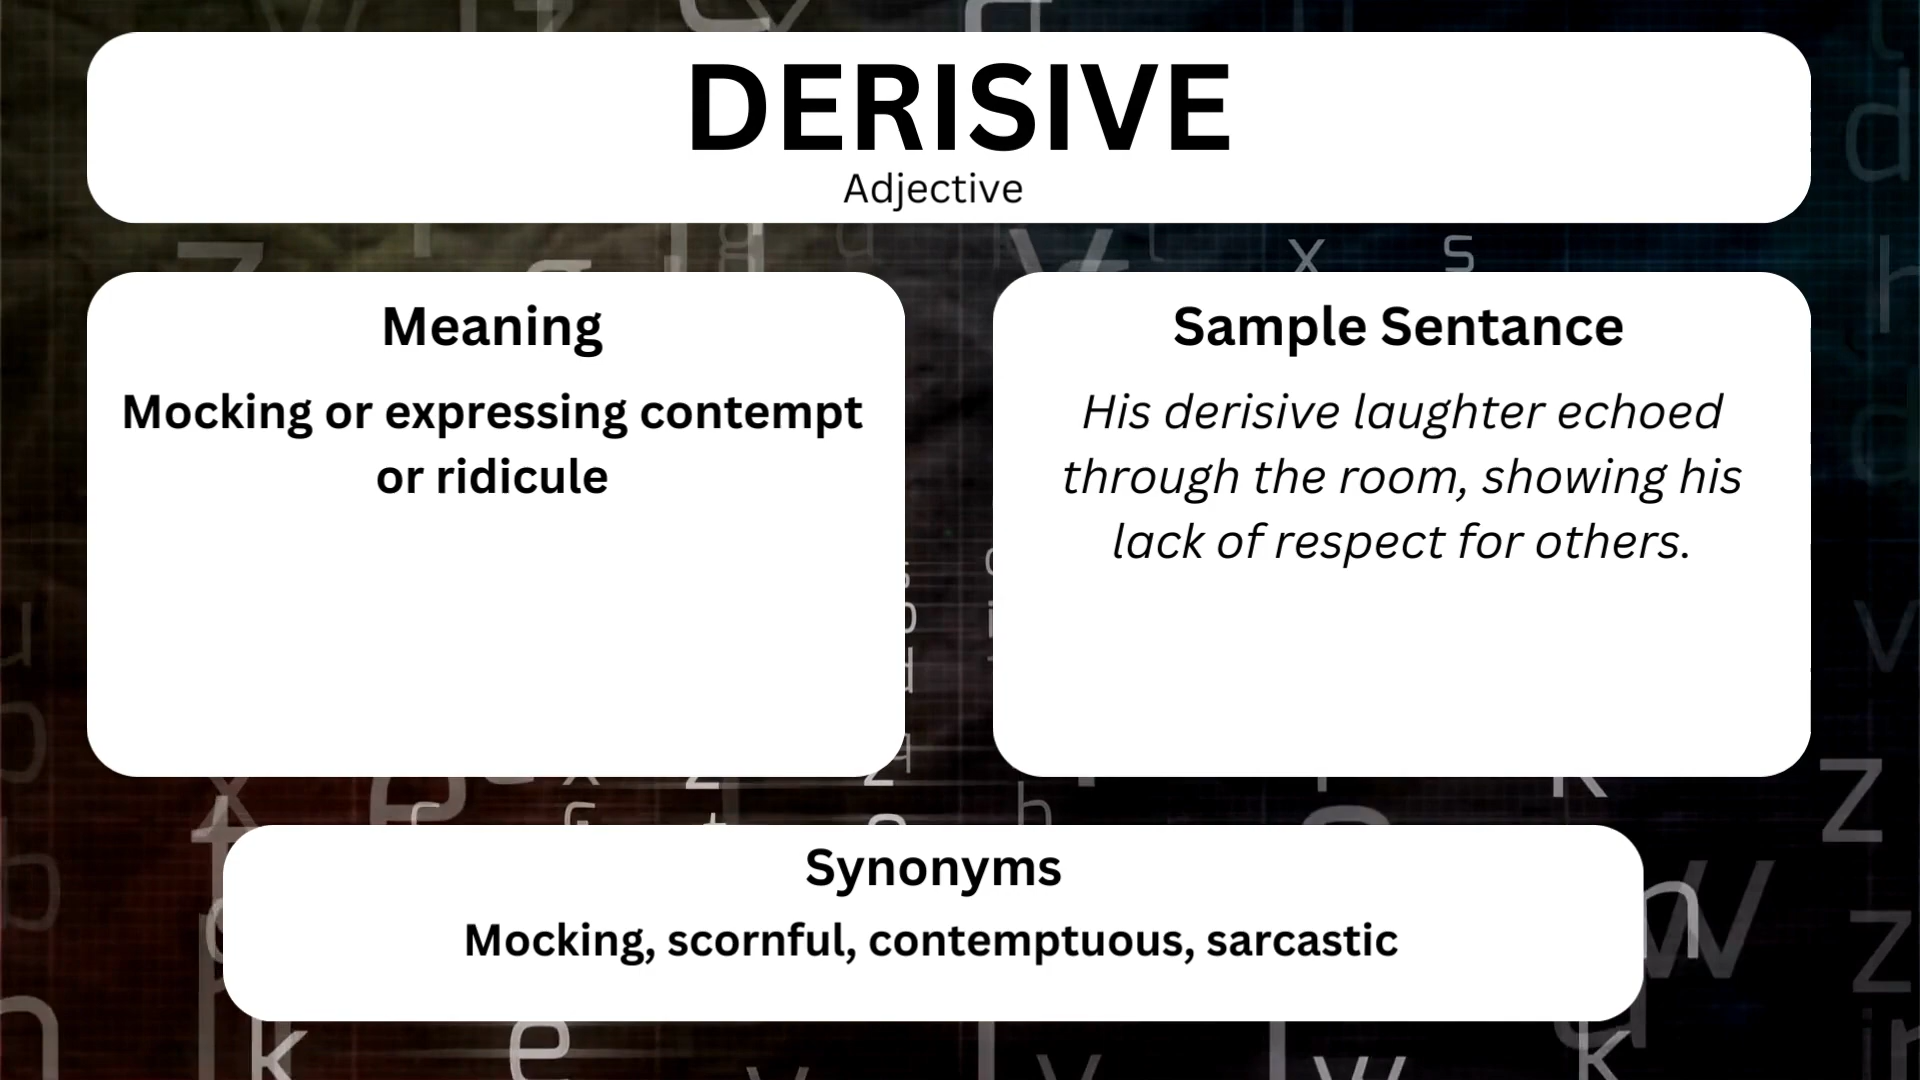 DERISIVE
Adjective
Meaning
Mocking or expressing contempt
or ridicule
Sample Sentance
His derisive laughter echoed
through the room, showing his
lack of respect for others.
Synonyms
Mocking, scornful, contemptuous, sarcastic